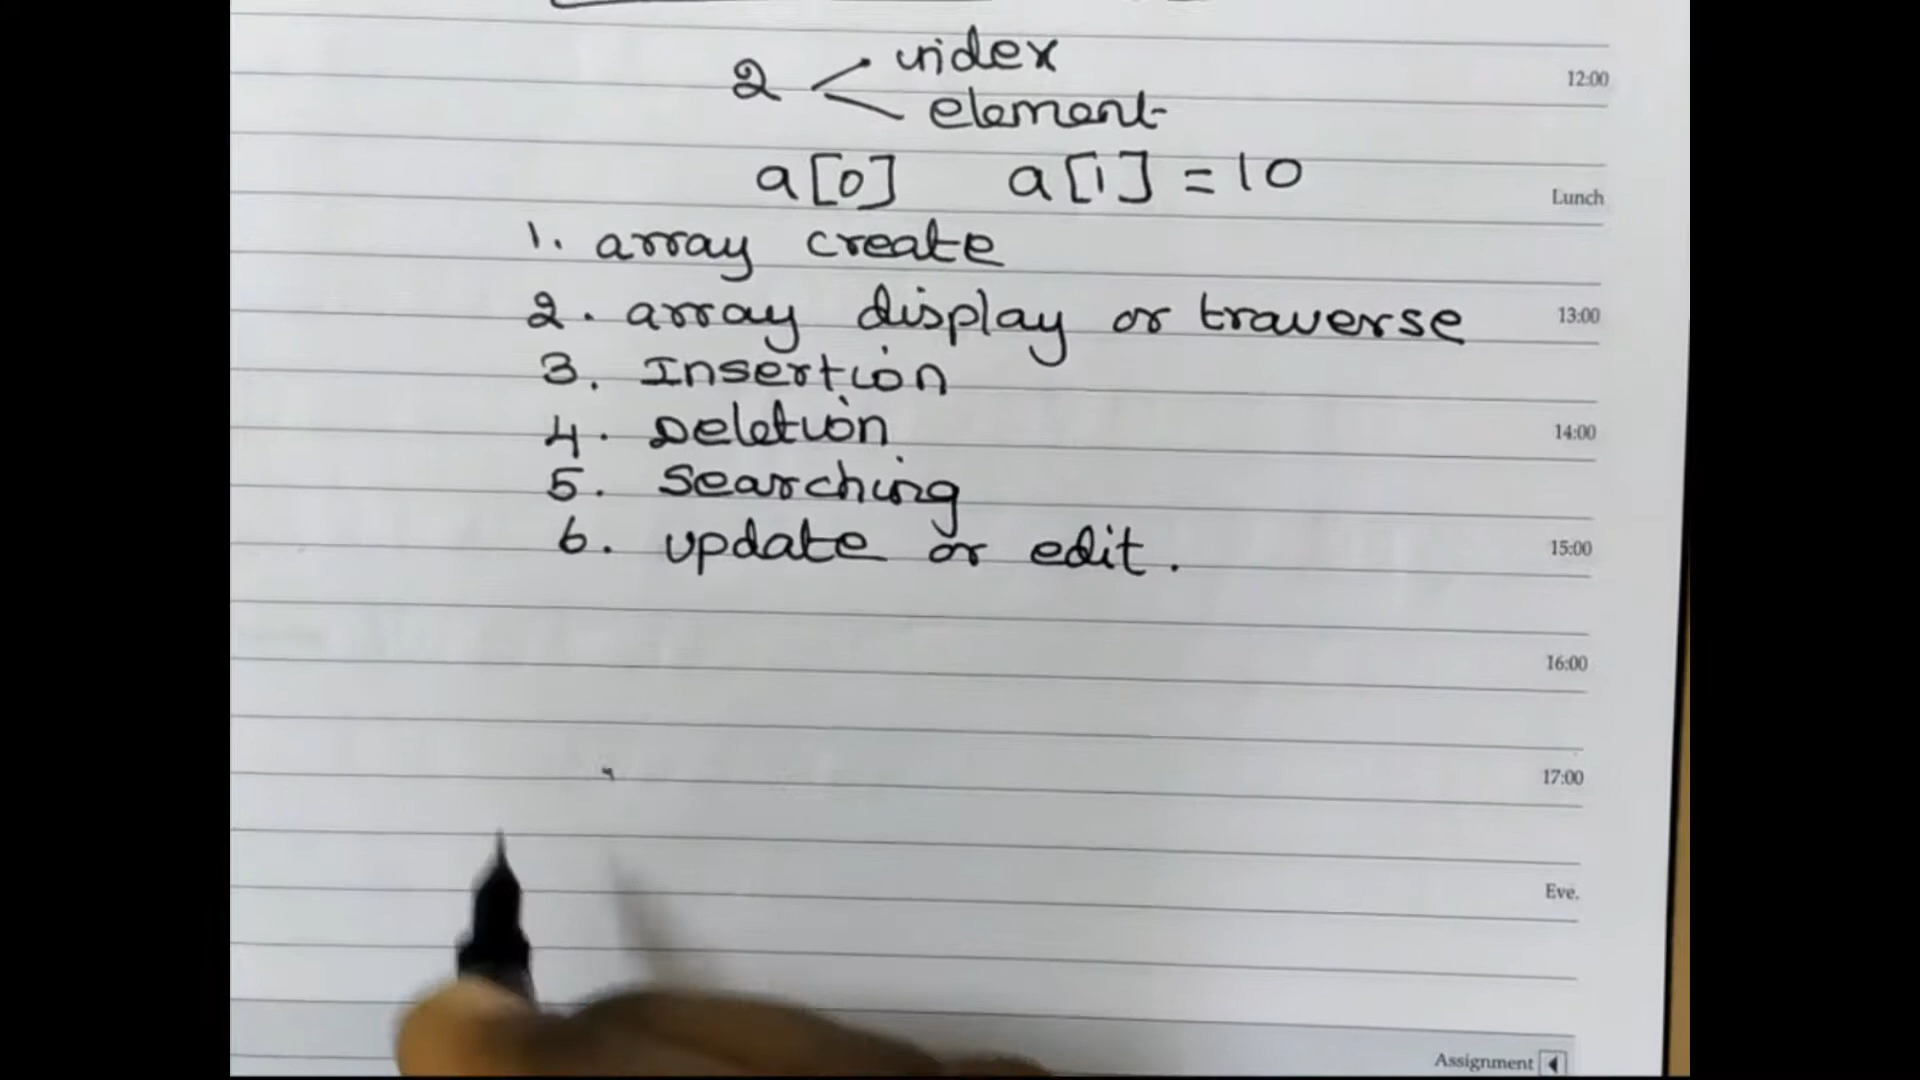 index
2 <
element
a[0] a[1] = 10
1. array create
2. array display or traverse
3. Insertion
4. Deletion
5. Searching
6. update or edit.
12:00
Lunch
13:00
14:00
15:00
16:00
17:00
Eve.
Assignment